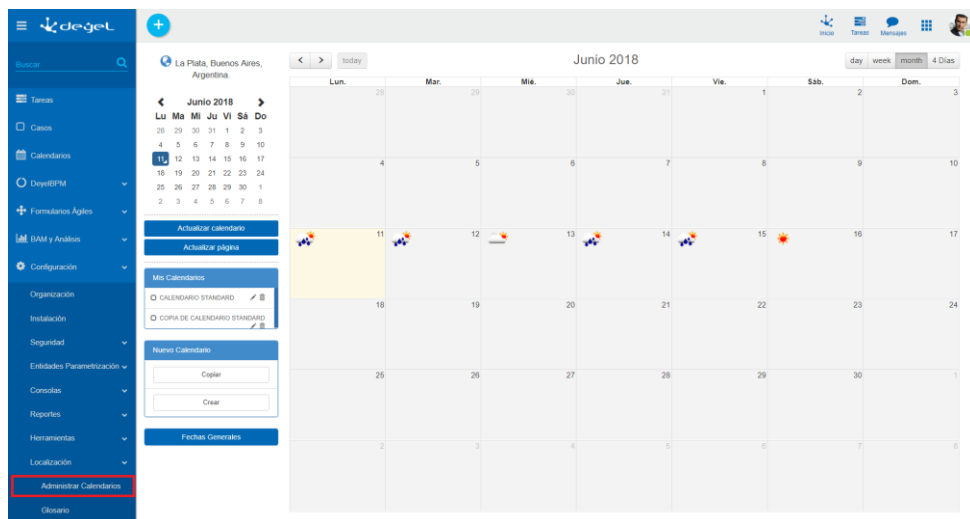 deyel
Inicio
Tareas
Mensajes
Buscar
Tareas
Casos
Calendarios
DeyelBPM
Formularios Ágiles
BAM y Análisis
Configuración
Organización
Instalación
Seguridad
Entidades Parametrización
Consolas
Reportes
Herramientas
Localización
Administrar Calendarios
Glosario
La Plata, Buenos Aires,
Argentina.
Junio 2018
Lu Ma Mi Ju Vi Sá Do
28 29 30 31 1 2 3
4 5 6 7 8 9 10
11 12 13 14 15 16 17
18 19 20 21 22 23 24
25 26 27 28 29 30 1
2 3 4 5 6 7 8
Actualizar calendario
Actualizar página
Mis Calendarios
CALENDARIO STANDARD
COPIA DE CALENDARIO STANDARD
Nuevo Calendario
Copiar
Crear
Fechas Generales
< > today Junio 2018 day week month 4 Días
Lun. Mar. Mié. Jue. Vie. Sáb. Dom.
28 29 30 31 1 2 3
4 5 6 7 8 9 10
11 12 13 14 15 16 17
18 19 20 21 22 23 24
25 26 27 28 29 30 1
2 3 4 5 6 7 8